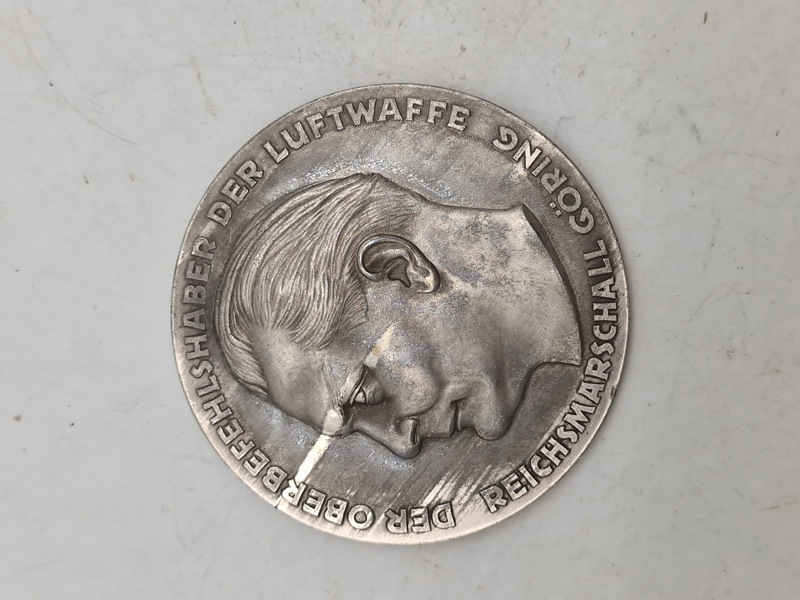 DER OBERBEFEHLSHABER DER LUFTWAFFE
REICHSMARSCHALL GÖRING